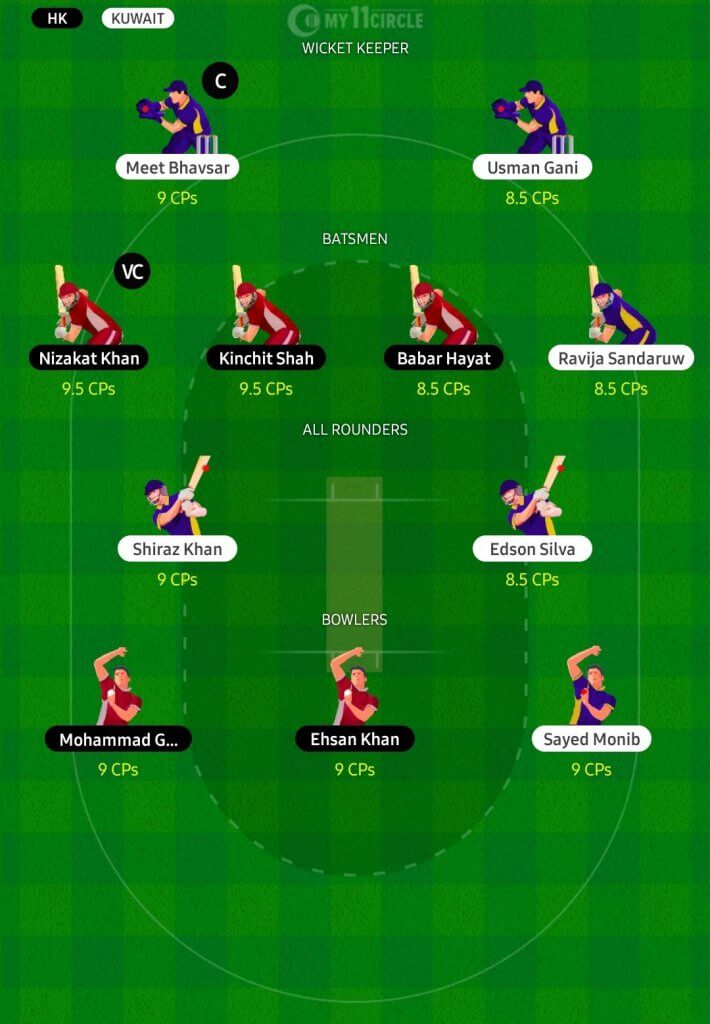 HK KUWAIT MY11CIRCLE
WICKET KEEPER
C
Meet Bhavsar Usman Gani
9 CPs 8.5 CPs
BATSMEN
VC
Nizakat Khan Kinchit Shah Babar Hayat Ravija Sandaruw
9.5 CPs 9.5 CPs 8.5 CPs 8.5 CPs
ALL ROUNDERS
Shiraz Khan Edson Silva
9 CPs 8.5 CPs
BOWLERS
Mohammad G... Ehsan Khan Sayed Monib
9 CPs 9 CPs 9 CPs